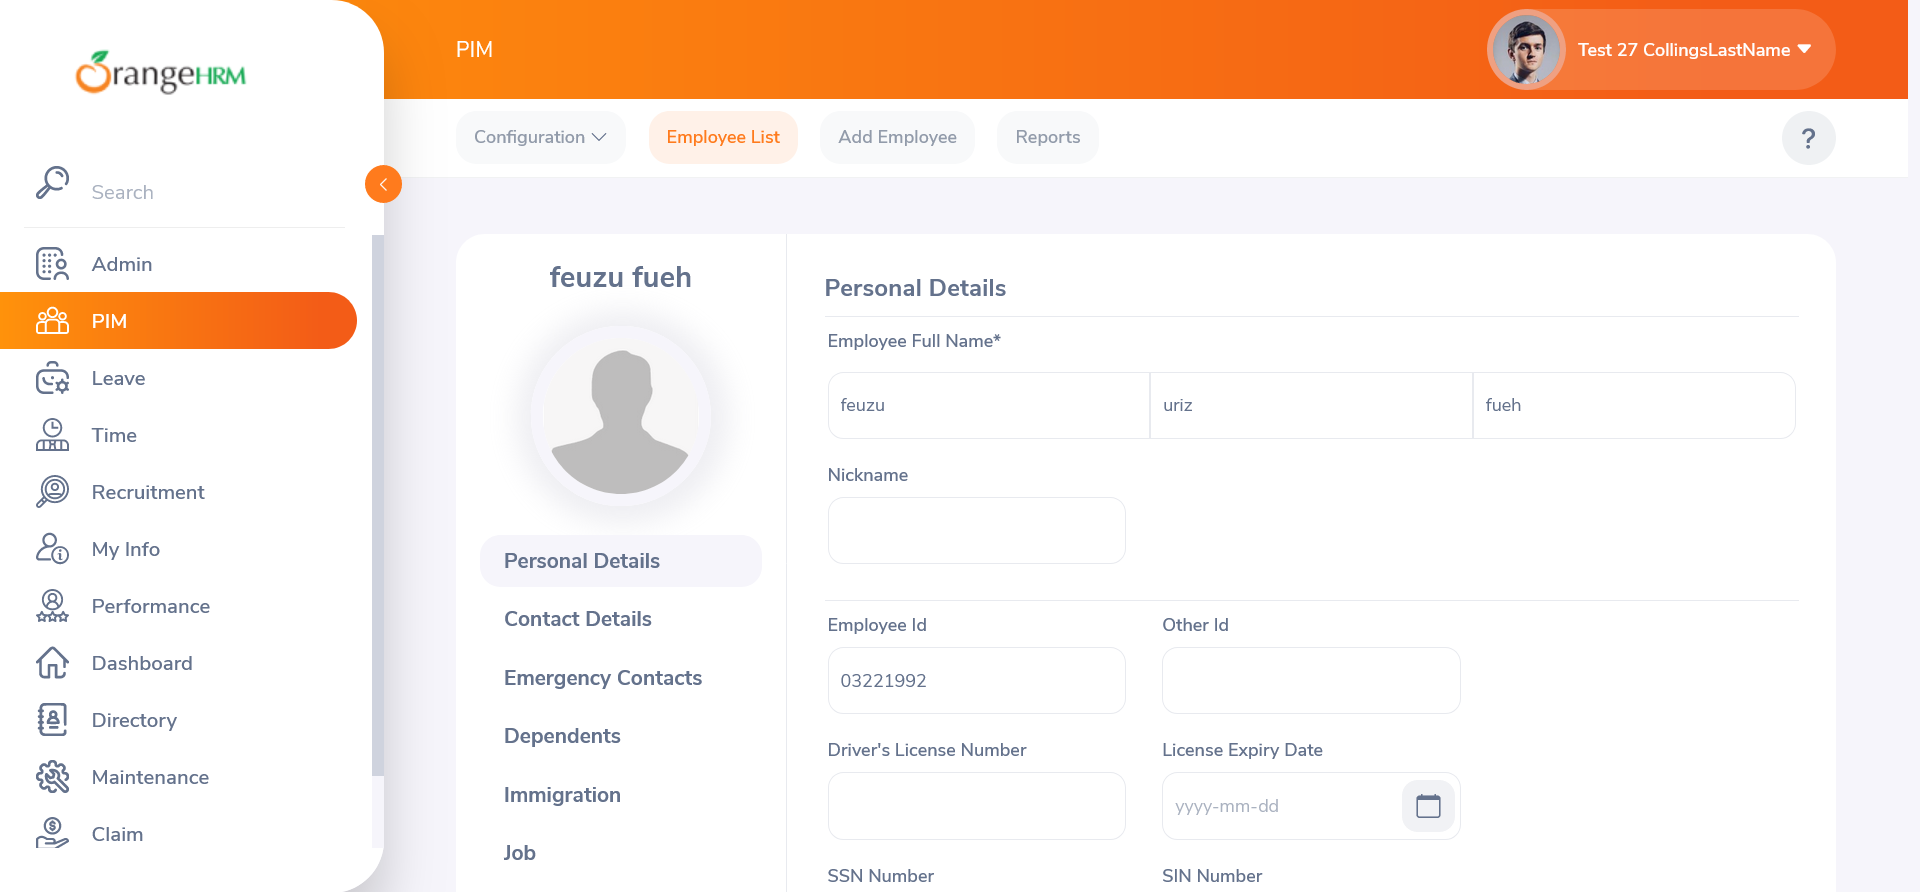 OrangeHRM
PIM
Test 27 CollingsLastName
Configuration
Employee List
Add Employee
Reports
?
Search
Admin
PIM
Leave
Time
Recruitment
My Info
Performance
Dashboard
Directory
Maintenance
Claim
feuzu fueh
Personal Details
Contact Details
Emergency Contacts
Dependents
Immigration
Job
Personal Details
Employee Full Name*
feuzu uriz fueh
Nickname
Employee Id Other Id
03221992
Driver's License Number License Expiry Date
yyyy-mm-dd
SSN Number SIN Number